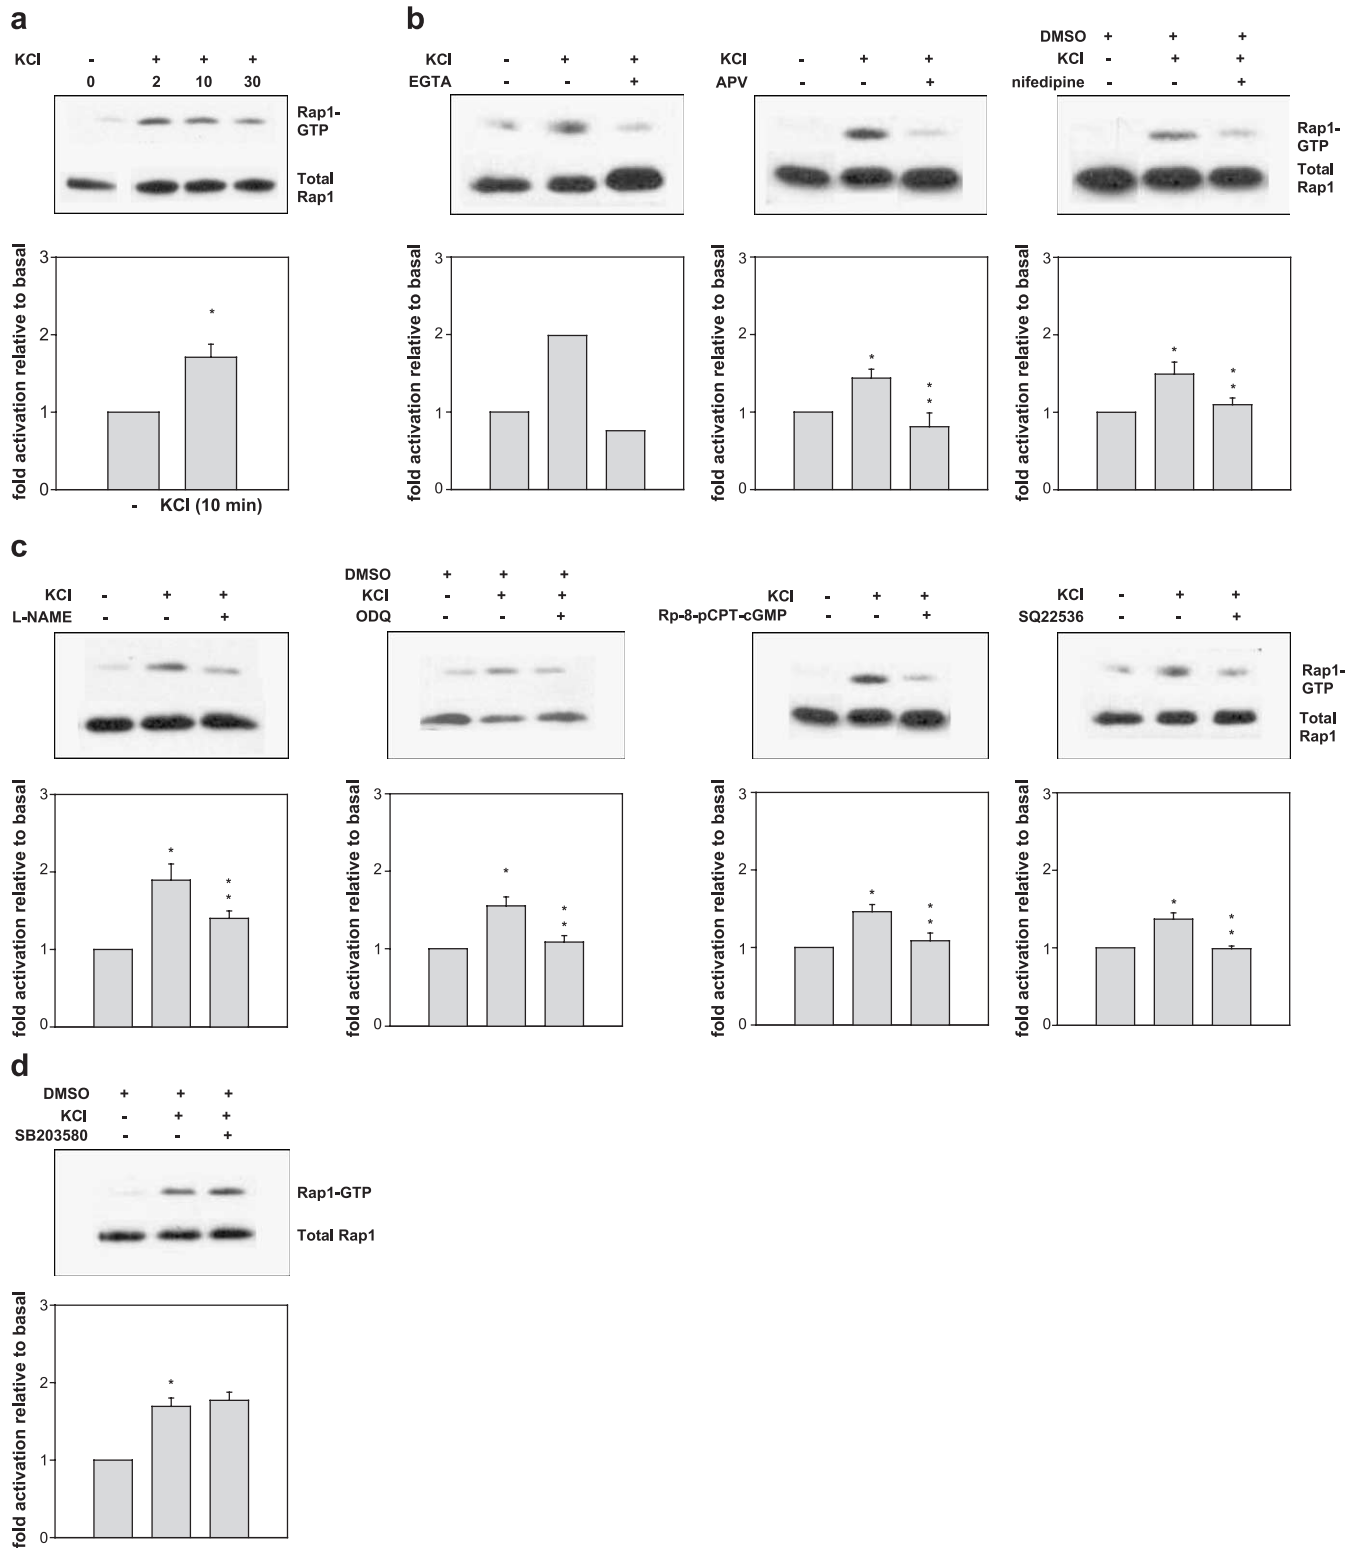 a
KCl - + + +
0 2 10 30
Rap1-
GTP
Total
Rap1
fold activation relative to basal
3
2
1
0
*
- KCl (10 min)
b
KCl - + +
EGTA - - +
fold activation relative to basal
3
2
1
0
KCl - + +
APV - - +
fold activation relative to basal
3
2
1
0
*
*
*
DMSO + + +
KCl - + +
nifedipine - - +
Rap1-
GTP
Total
Rap1
fold activation relative to basal
3
2
1
0
*
*
*
c
KCl - + +
L-NAME - - +
fold activation relative to basal
3
2
1
0
*
*
*
DMSO + + +
KCl - + +
ODQ - - +
fold activation relative to basal
3
2
1
0
*
*
*
KCl - + +
Rp-8-pCPT-cGMP - - +
fold activation relative to basal
3
2
1
0
*
*
*
KCl - + +
SQ22536 - - +
Rap1-
GTP
Total
Rap1
fold activation relative to basal
3
2
1
0
*
*
*
d
DMSO + + +
KCl - + +
SB203580 - - +
Rap1-GTP
Total Rap1
fold activation relative to basal
3
2
1
0
*